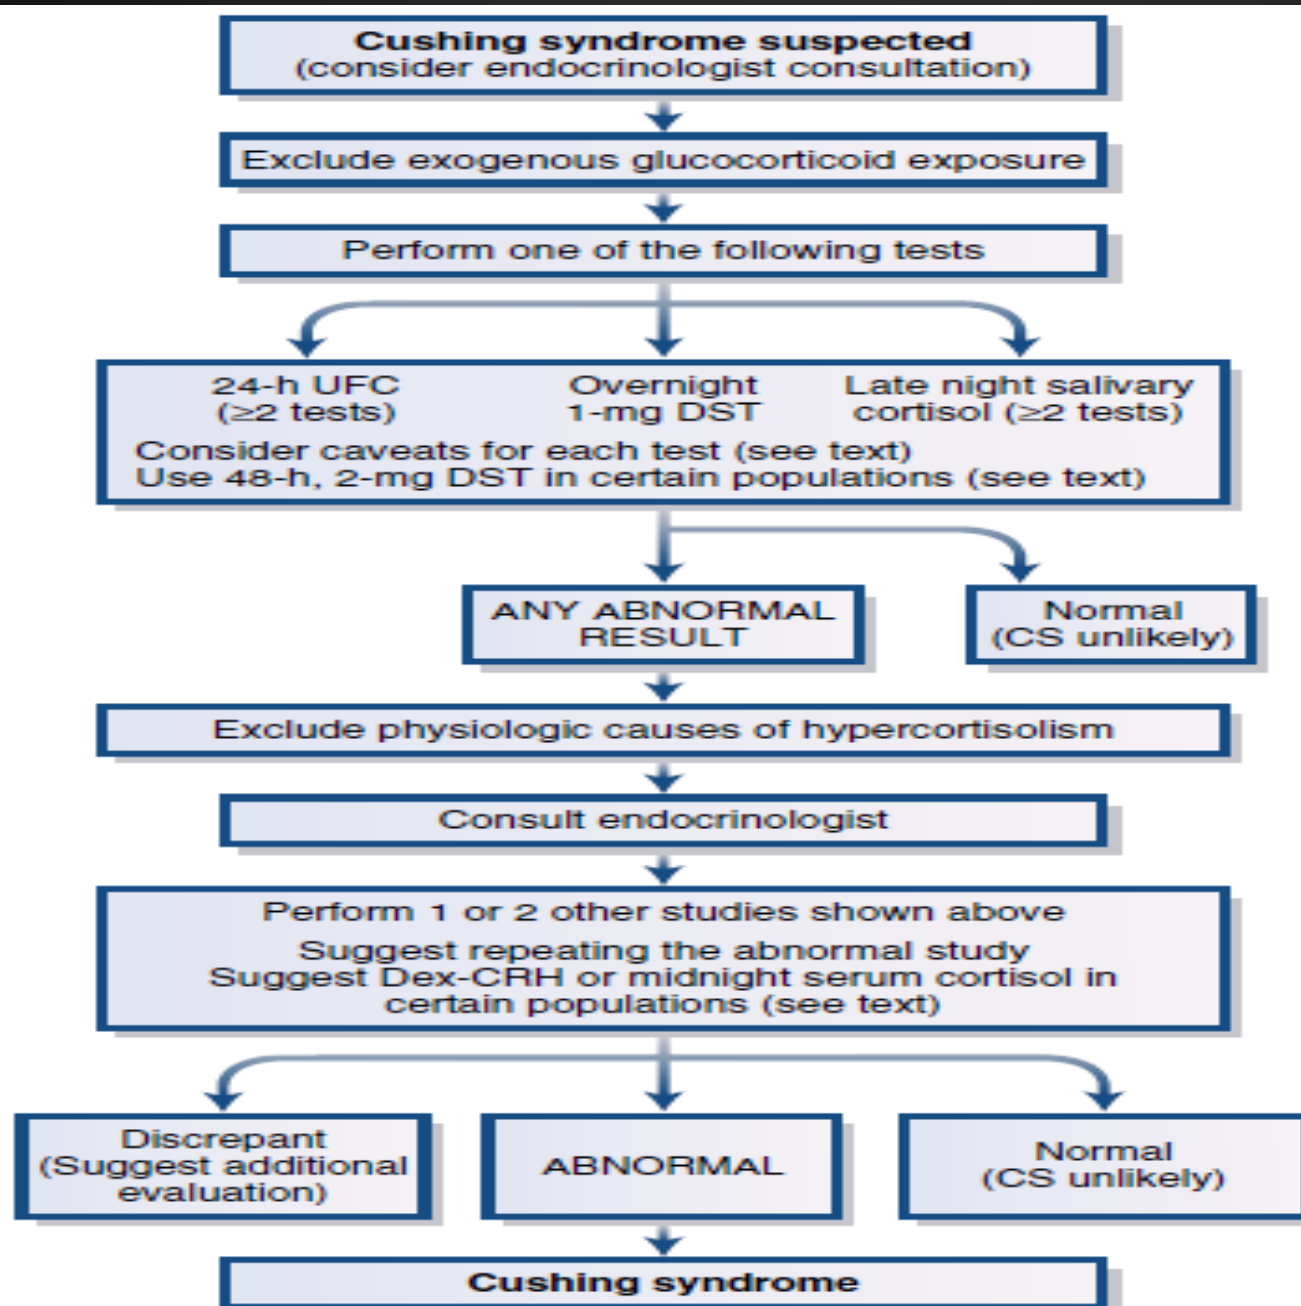 Cushing syndrome suspected
(consider endocrinologist consultation)
Exclude exogenous glucocorticoid exposure
Perform one of the following tests
24-h UFC
(≥2 tests)
Overnight
1-mg DST
Late night salivary
cortisol (≥2 tests)
Consider caveats for each test (see text)
Use 48-h, 2-mg DST in certain populations (see text)
ANY ABNORMAL
RESULT
Normal
(CS unlikely)
Exclude physiologic causes of hypercortisolism
Consult endocrinologist
Perform 1 or 2 other studies shown above
Suggest repeating the abnormal study
Suggest Dex-CRH or midnight serum cortisol in
certain populations (see text)
Discrepant
(Suggest additional
evaluation)
ABNORMAL
Normal
(CS unlikely)
Cushing syndrome